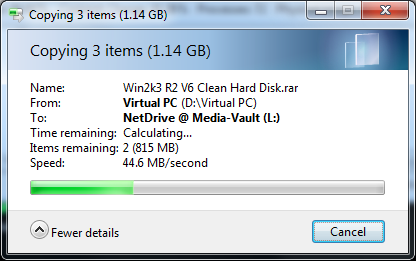 Copying 3 items (1.14 GB)
Copying 3 items (1.14 GB)
Name: Win2k3 R2 V6 Clean Hard Disk.rar
From: Virtual PC (D:\Virtual PC)
To: NetDrive @ Media-Vault (L:)
Time remaining: Calculating...
Items remaining: 2 (815 MB)
Speed: 44.6 MB/second
Fewer details Cancel